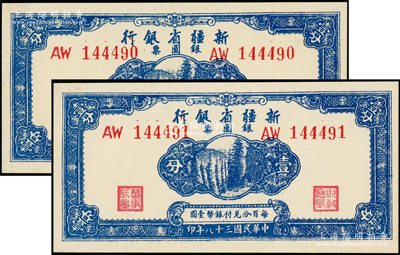 新疆省銀行
銀圓票
AW 144490 AW 144490
新疆省銀行
銀圓票
AW 144491 AW 144491
壹分
每百分兌付銀幣壹圓
中華民國三十八年印